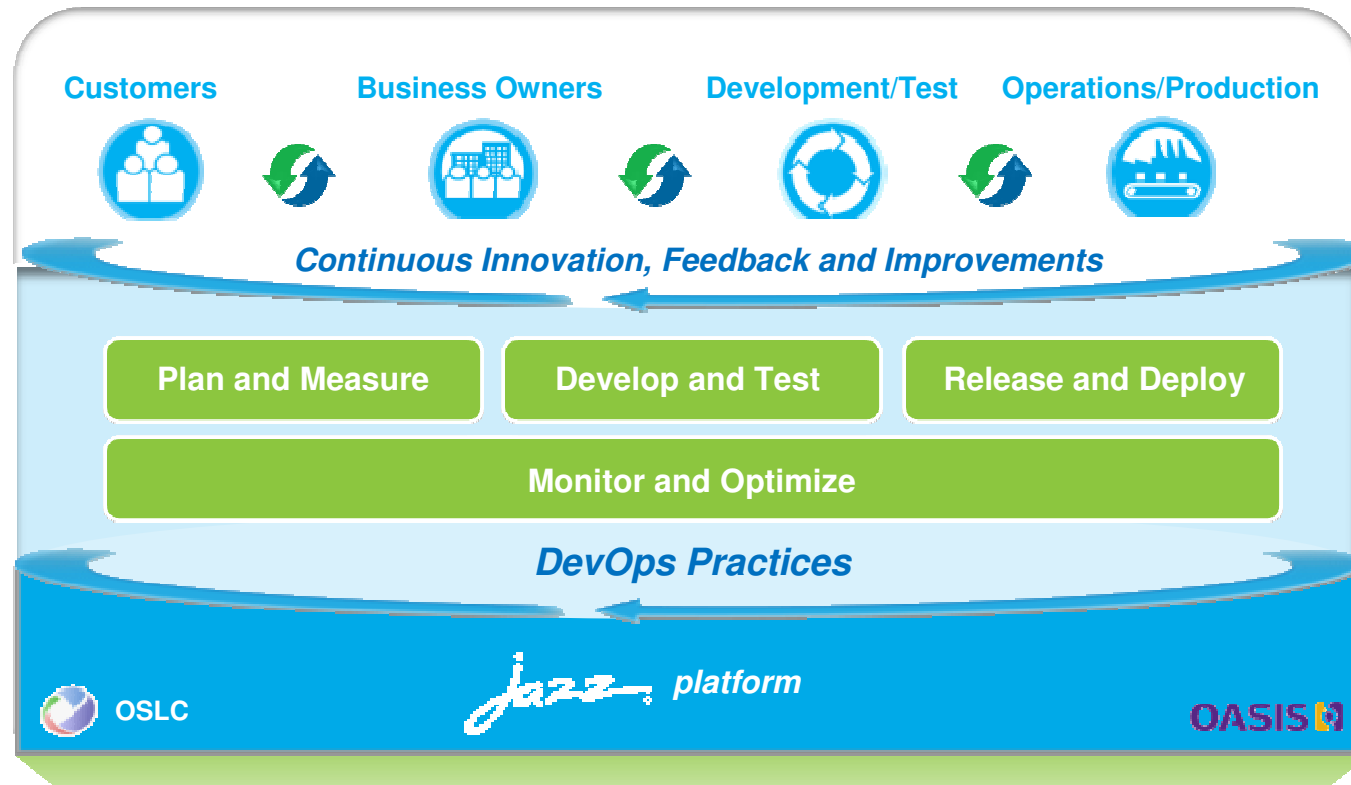 Customers
Business Owners
Development/Test
Operations/Production
Continuous Innovation, Feedback and Improvements
Plan and Measure
Develop and Test
Release and Deploy
Monitor and Optimize
DevOps Practices
jazz platform
OSLC
OASIS